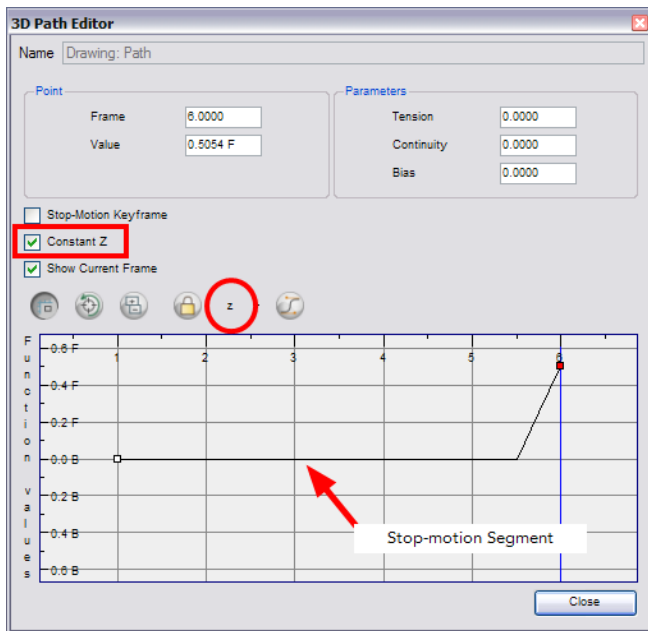 3D Path Editor
Name Drawing: Path
Point
Frame 6.0000
Value 0.5054 F
Parameters
Tension 0.0000
Continuity 0.0000
Bias 0.0000
Stop-Motion Keyframe
Constant Z
Show Current Frame
z
Function values
0.6 F
1 2 3 4 5 6
0.4 F
0.2 F
0.0 B
0.2 B
0.4 B
0.6 B
Stop-motion Segment
Close